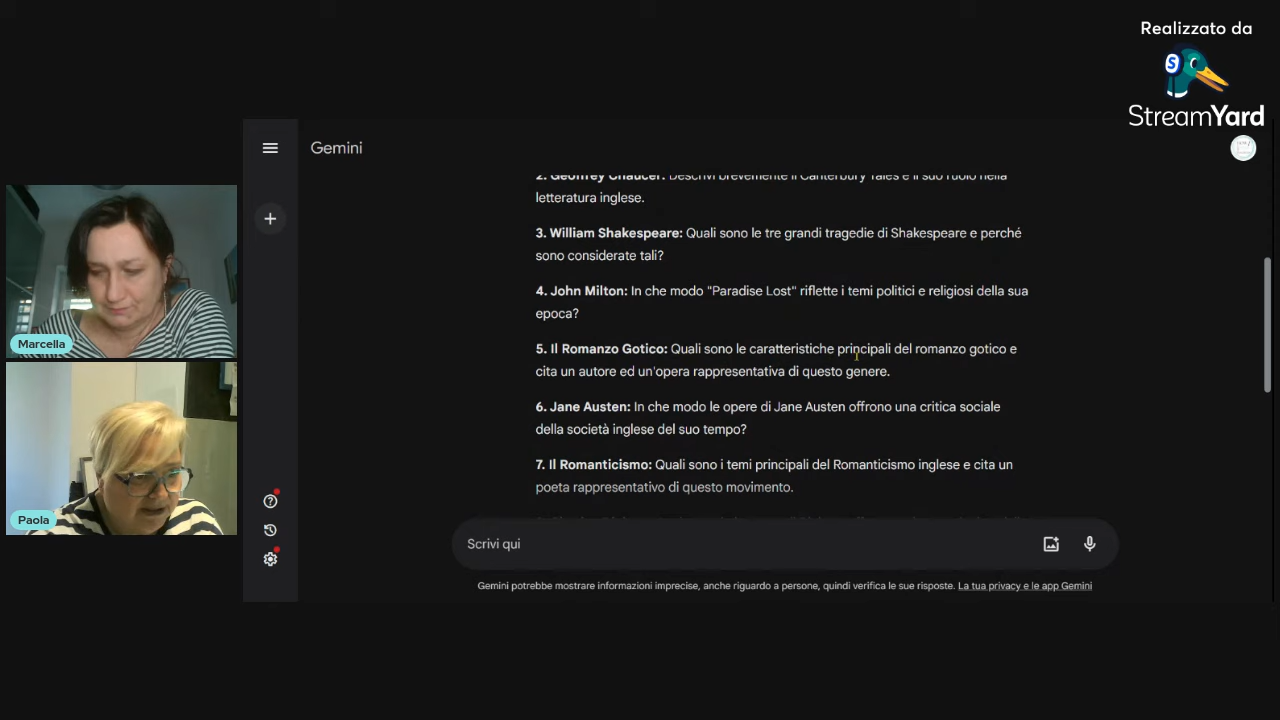 Realizzato da
StreamYard
Gemini
2. Geoffrey Chaucer: Descrivi brevemente il Canterbury Tales e il suo ruolo nella
letteratura inglese.
3. William Shakespeare: Quali sono le tre grandi tragedie di Shakespeare e perché
sono considerate tali?
4. John Milton: In che modo "Paradise Lost" riflette i temi politici e religiosi della sua
epoca?
5. Il Romanzo Gotico: Quali sono le caratteristiche principali del romanzo gotico e
cita un autore ed un'opera rappresentativa di questo genere.
6. Jane Austen: In che modo le opere di Jane Austen offrono una critica sociale
della società inglese del suo tempo?
7. Il Romanticismo: Quali sono i temi principali del Romanticismo inglese e cita un
poeta rappresentativo di questo movimento.
Scrivi qui
Gemini potrebbe mostrare informazioni imprecise, anche riguardo a persone, quindi verifica le sue risposte. La tua privacy e le app Gemini
Marcella
Paola